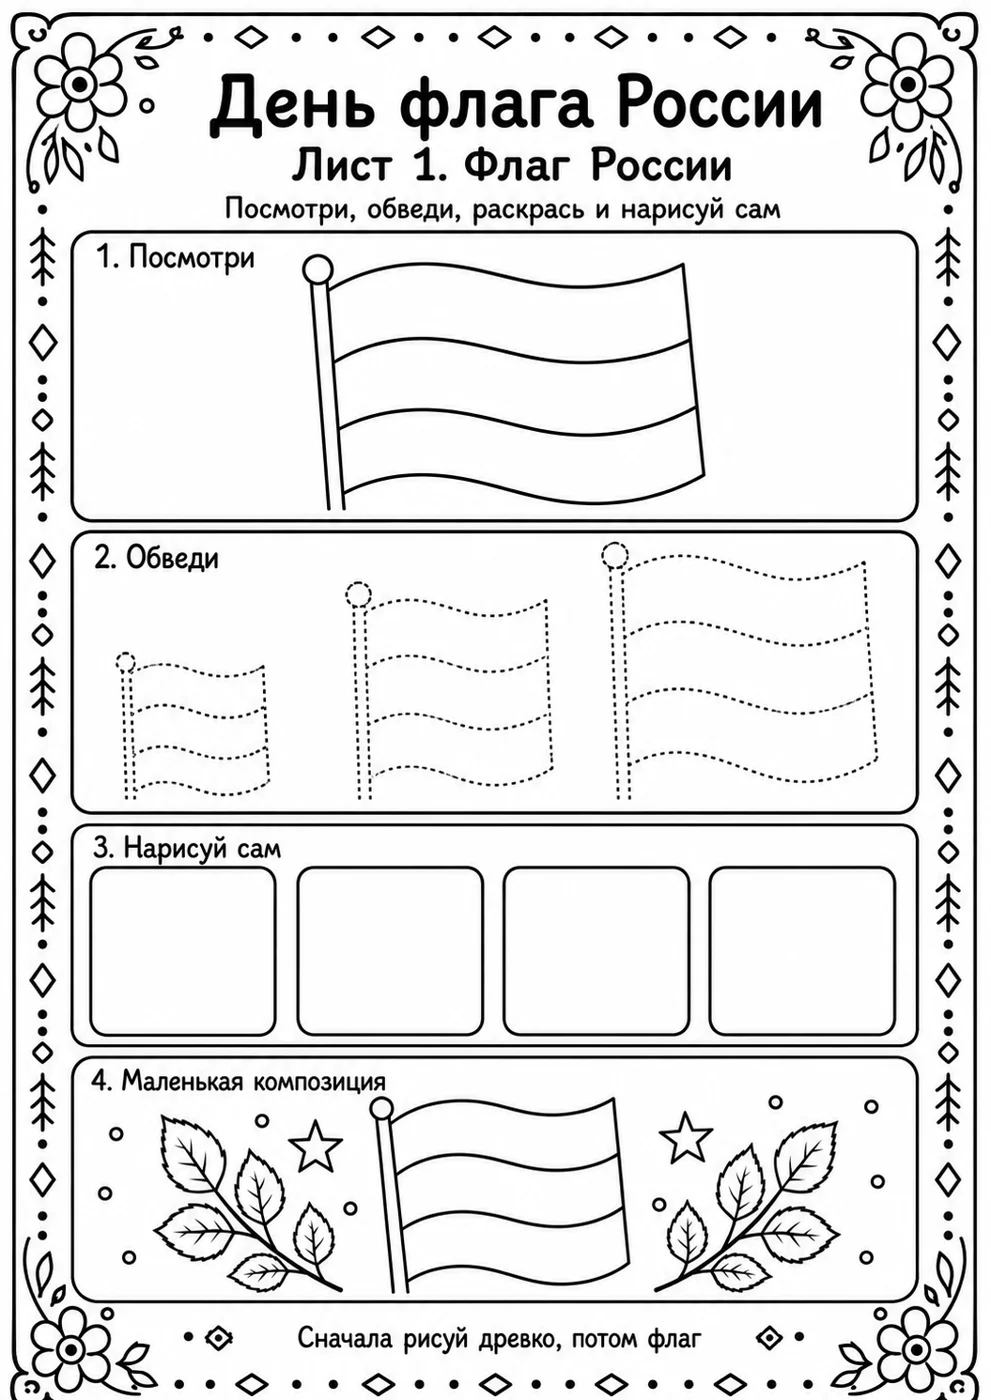 День флага России
Лист 1. Флаг России
Посмотри, обведи, раскрась и нарисуй сам
1. Посмотри
2. Обведи
3. Нарисуй сам
4. Маленькая композиция
Сначала рисуй древко, потом флаг